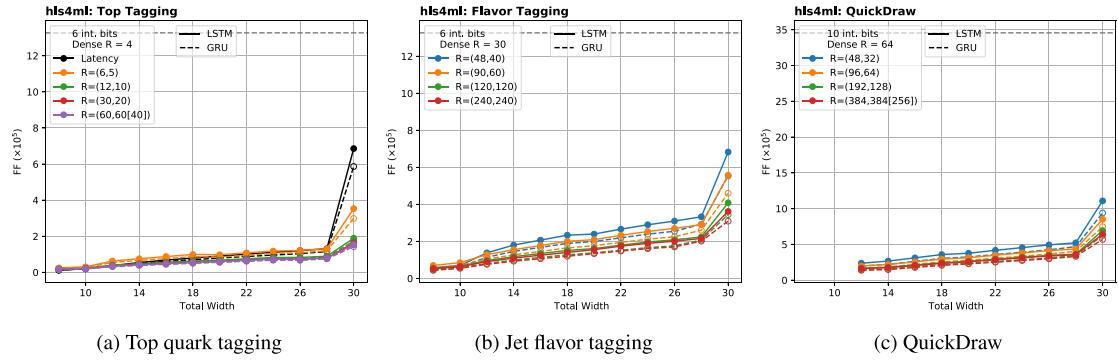 hls4ml: Top Tagging
6 int. bits
Dense R = 4
Latency
R=(6,5)
R=(12,10)
R=(30,20)
R=(60,60[40])
LSTM
GRU
FF (×10⁵)
12
10
8
6
4
2
0
10
14
18
22
26
30
Total Width
(a) Top quark tagging
hls4ml: Flavor Tagging
6 int. bits
Dense R = 30
R=(48,40)
R=(90,60)
R=(120,120)
R=(240,240)
LSTM
GRU
FF (×10⁵)
12
10
8
6
4
2
0
10
14
18
22
26
30
Total Width
(b) Jet flavor tagging
hls4ml: QuickDraw
10 int. bits
Dense R = 64
R=(48,32)
R=(96,64)
R=(192,128)
R=(384,384[256])
LSTM
GRU
FF (×10⁵)
35
30
25
20
15
10
5
0
10
14
18
22
26
30
Total Width
(c) QuickDraw